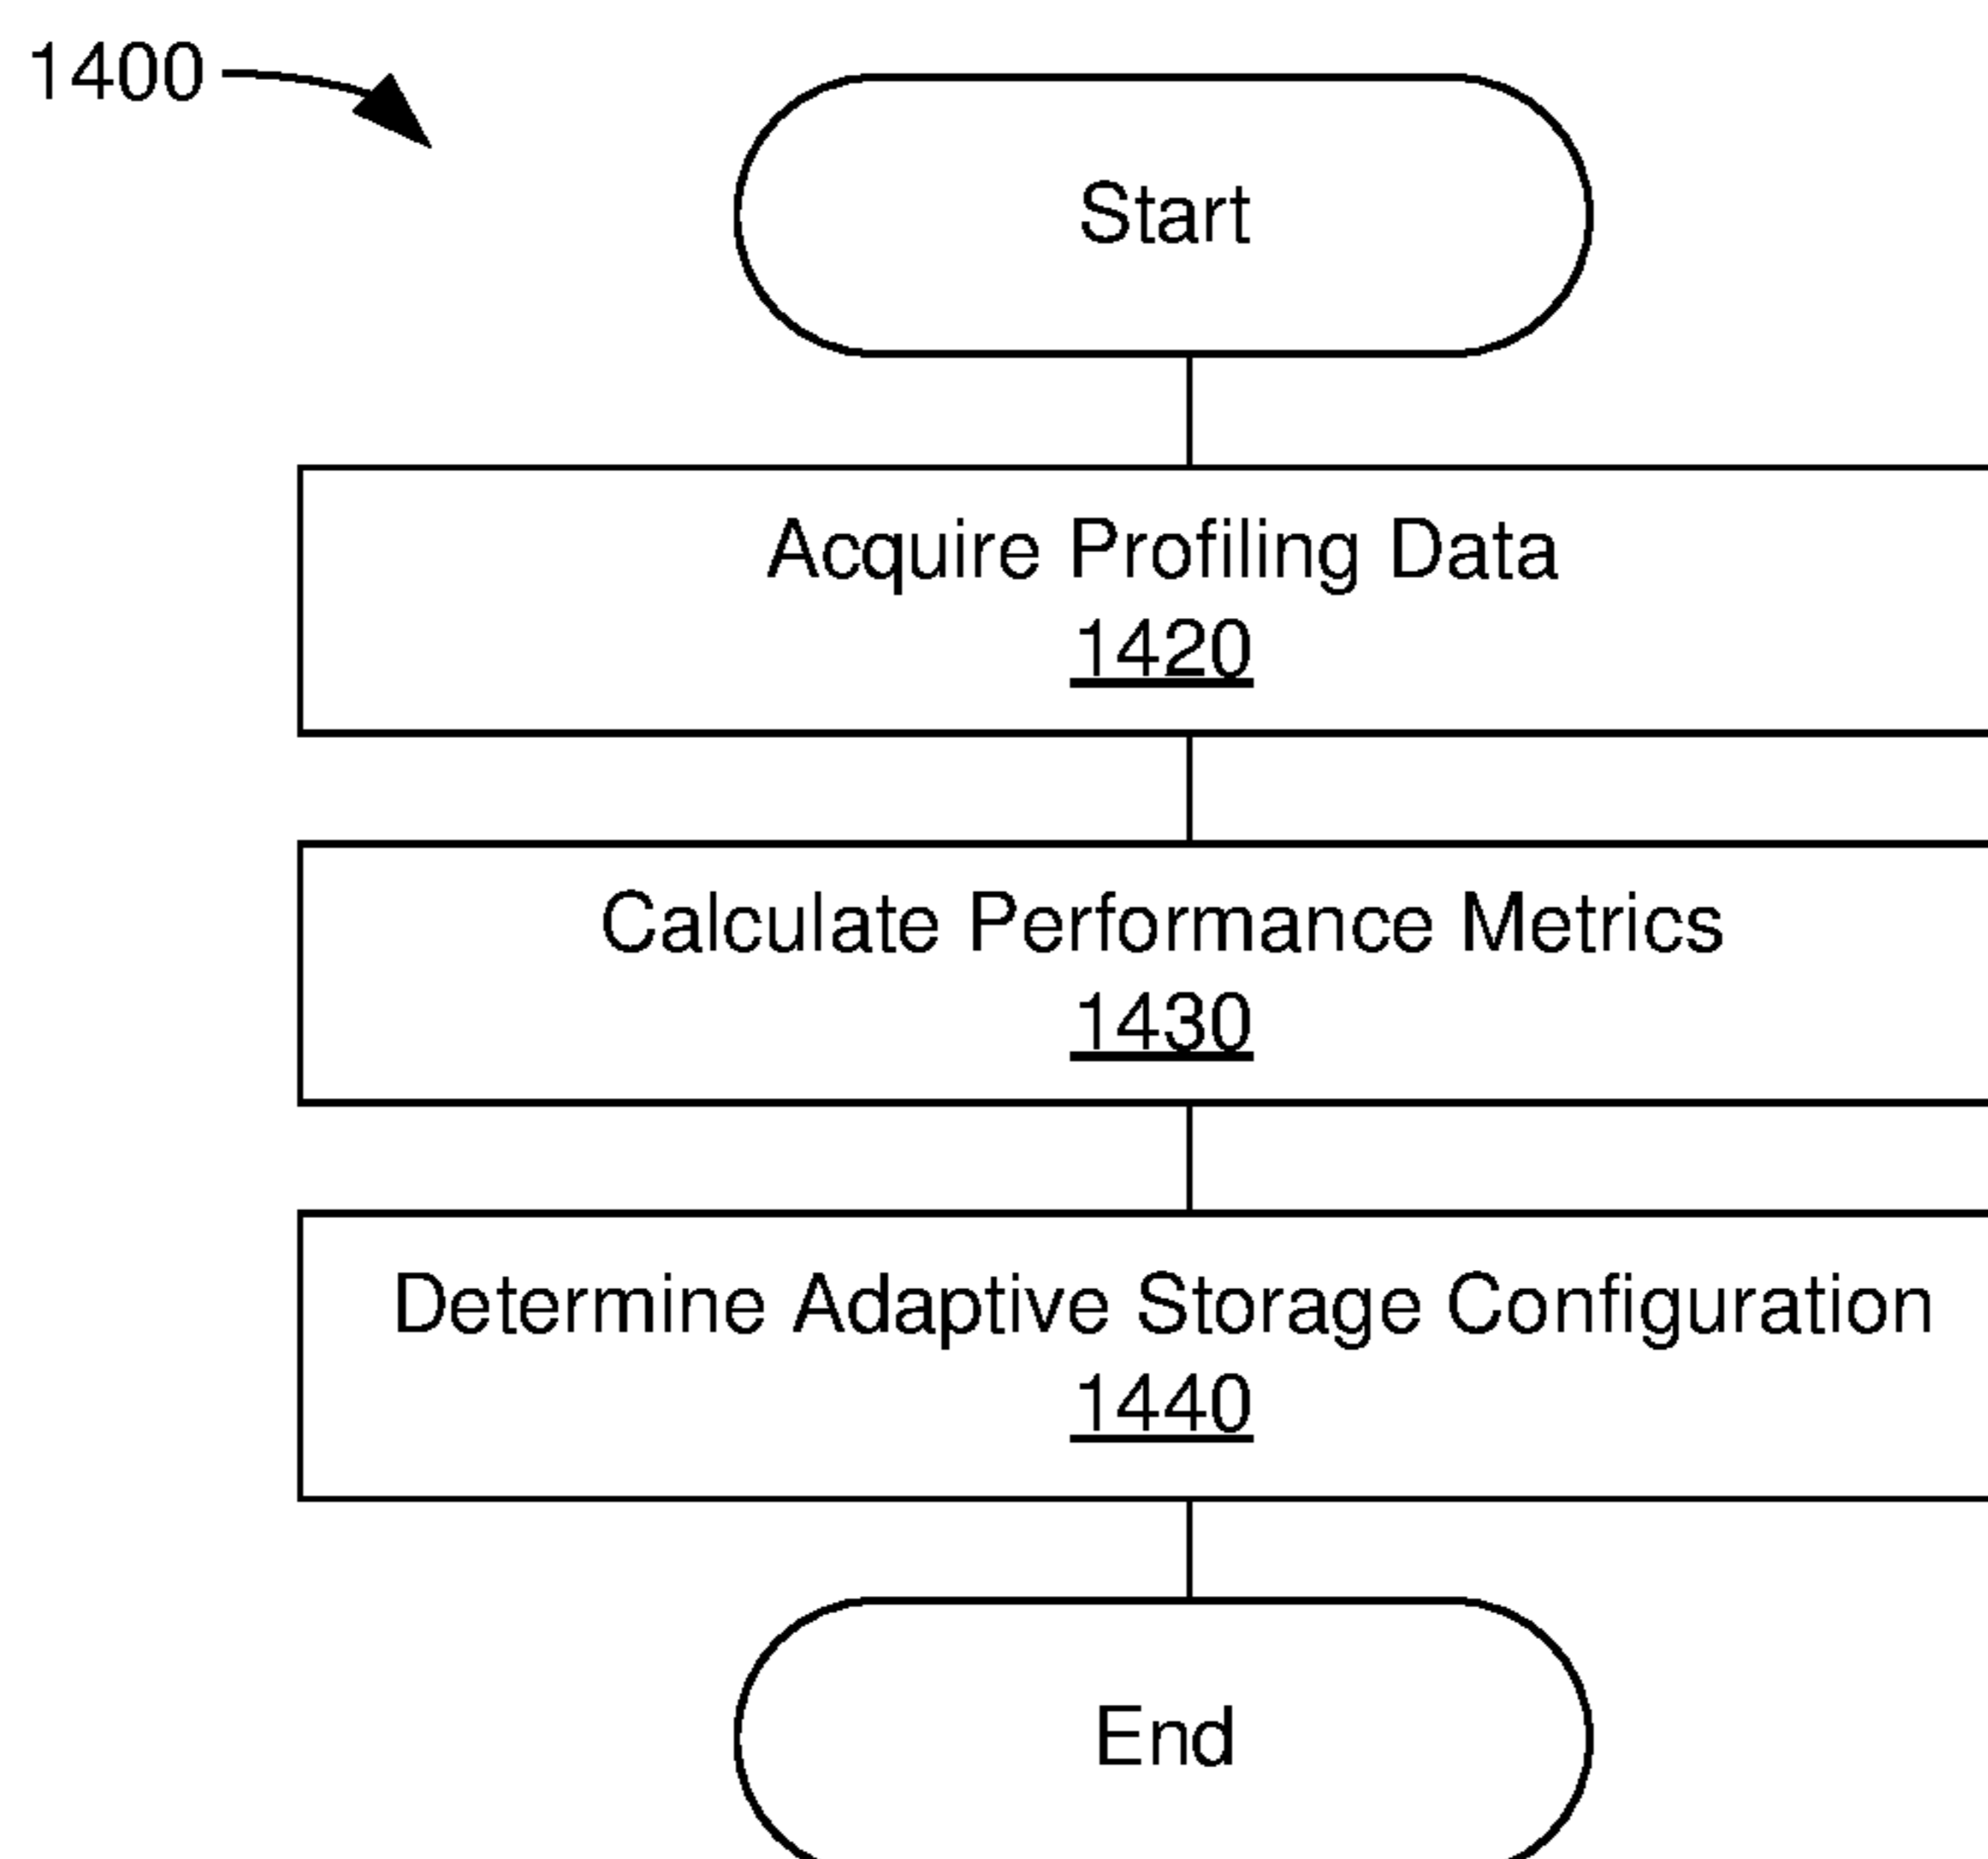 1400
Start
Acquire Profiling Data
1420
Calculate Performance Metrics
1430
Determine Adaptive Storage Configuration
1440
End